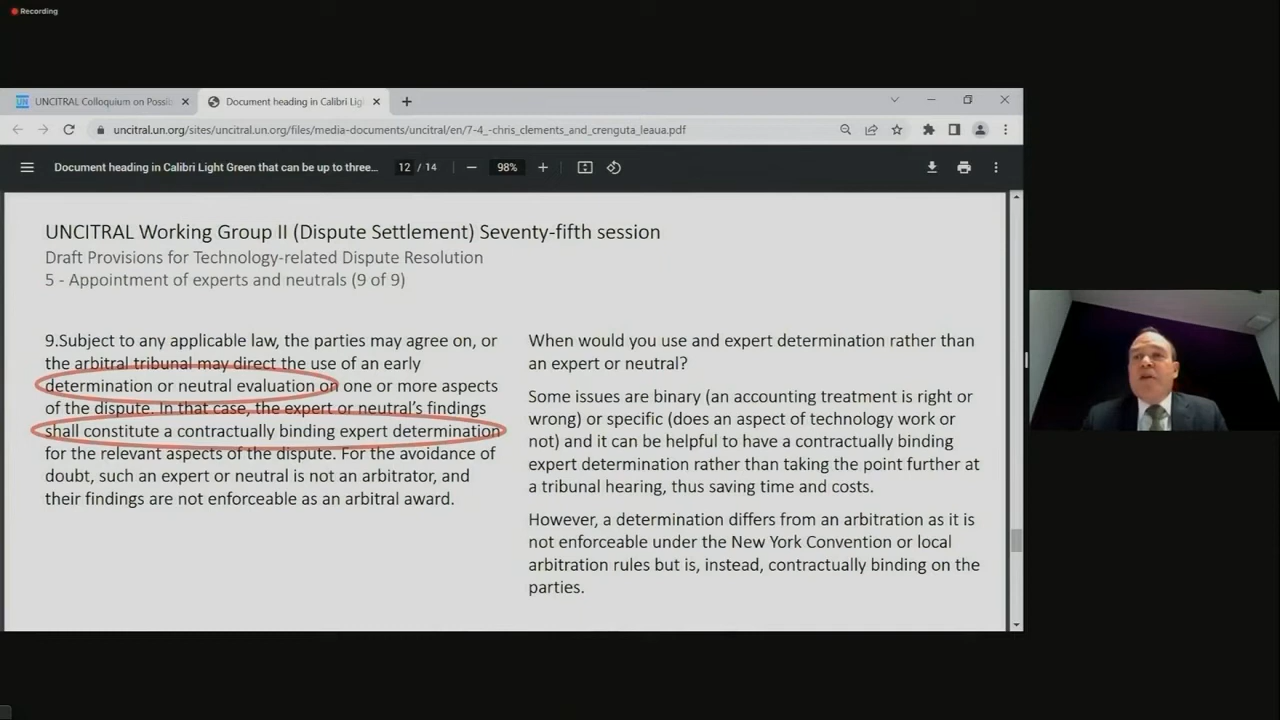 Recording
UNCITRAL Colloquium on Possib
Document heading in Calibri Lig
uncitral.un.org/sites/uncitral.un.org/files/media-documents/uncitral/en/7-4_-chris_clements_and_crenguta_leaua.pdf
Document heading in Calibri Light Green that can be up to three...
12 / 14
98%
UNCITRAL Working Group II (Dispute Settlement) Seventy-fifth session
Draft Provisions for Technology-related Dispute Resolution
5 - Appointment of experts and neutrals (9 of 9)
9.Subject to any applicable law, the parties may agree on, or
the arbitral tribunal may direct the use of an early
determination or neutral evaluation on one or more aspects
of the dispute. In that case, the expert or neutral's findings
shall constitute a contractually binding expert determination
for the relevant aspects of the dispute. For the avoidance of
doubt, such an expert or neutral is not an arbitrator, and
their findings are not enforceable as an arbitral award.
When would you use and expert determination rather than
an expert or neutral?
Some issues are binary (an accounting treatment is right or
wrong) or specific (does an aspect of technology work or
not) and it can be helpful to have a contractually binding
expert determination rather than taking the point further at
a tribunal hearing, thus saving time and costs.
However, a determination differs from an arbitration as it is
not enforceable under the New York Convention or local
arbitration rules but is, instead, contractually binding on the
parties.